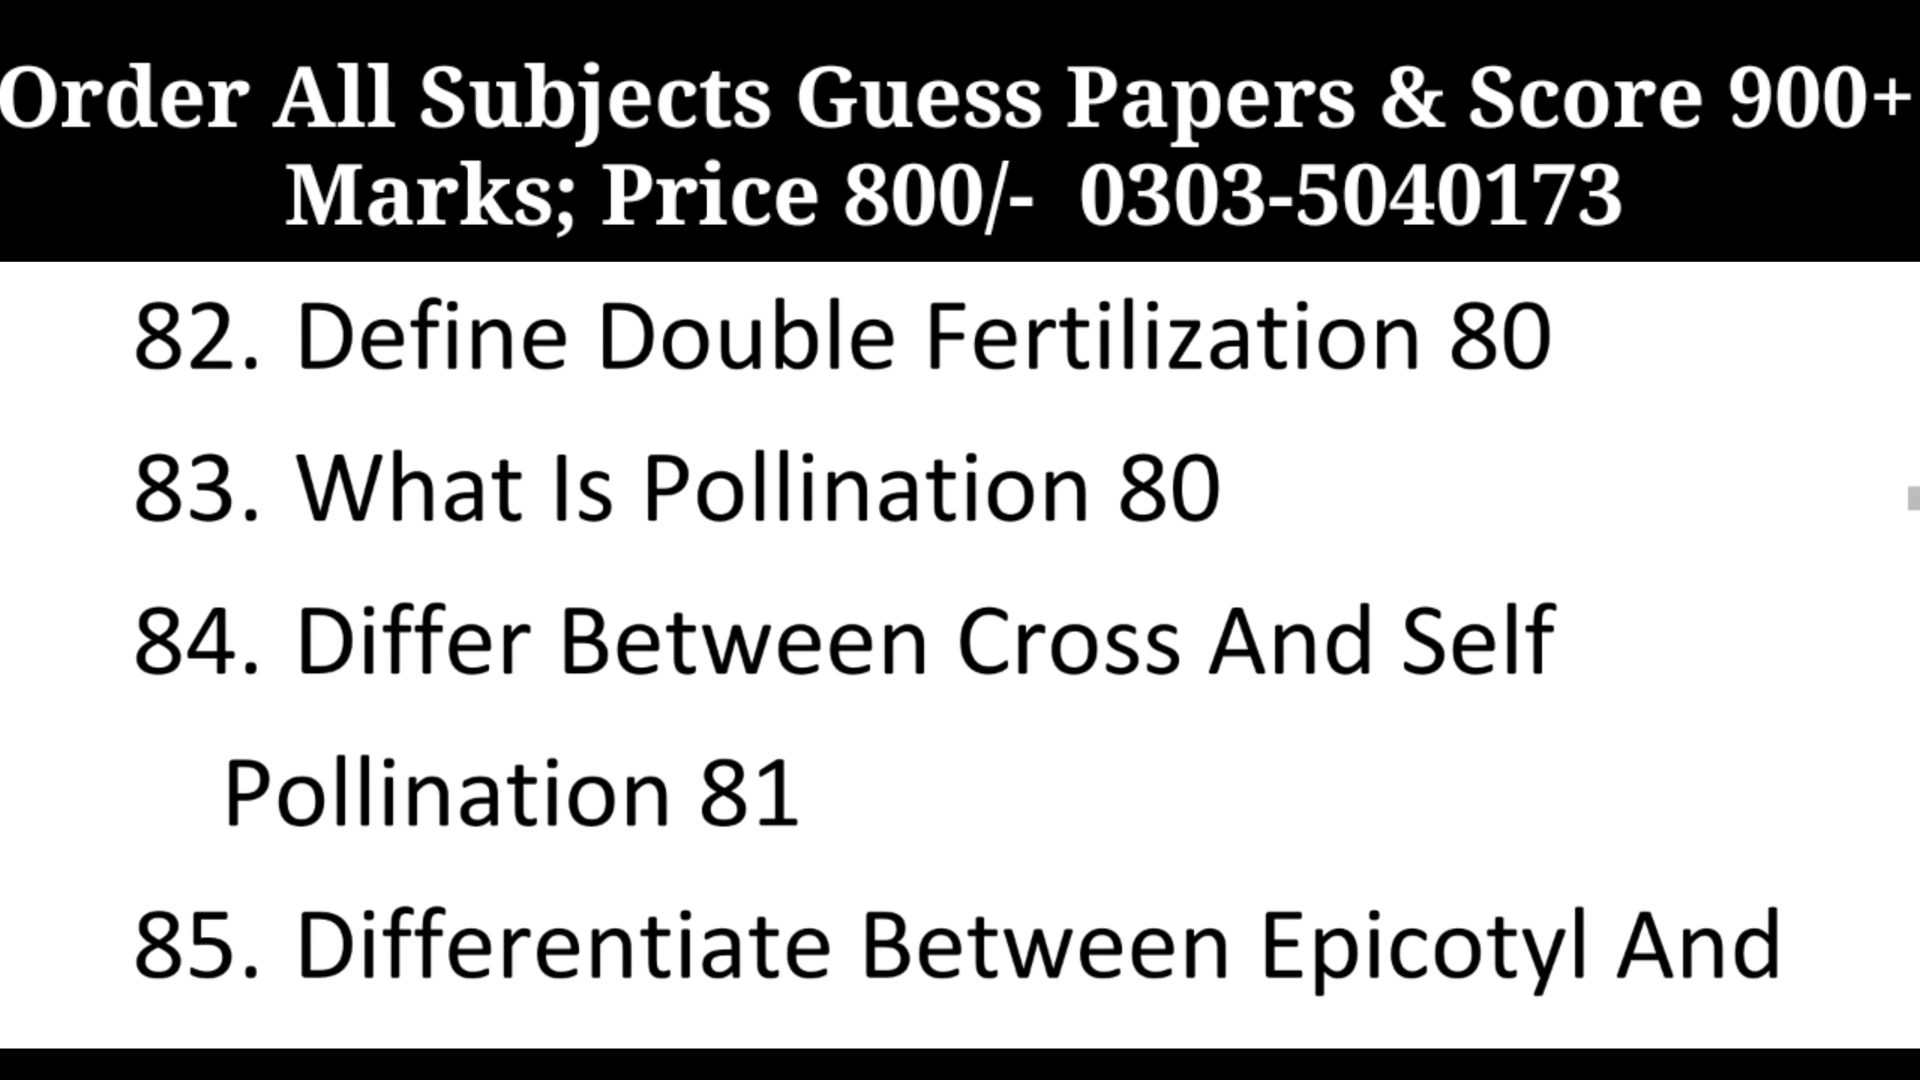 Order All Subjects Guess Papers & Score 900+
Marks; Price 800/- 0303-5040173
82. Define Double Fertilization 80
83. What Is Pollination 80
84. Differ Between Cross And Self
Pollination 81
85. Differentiate Between Epicotyl And